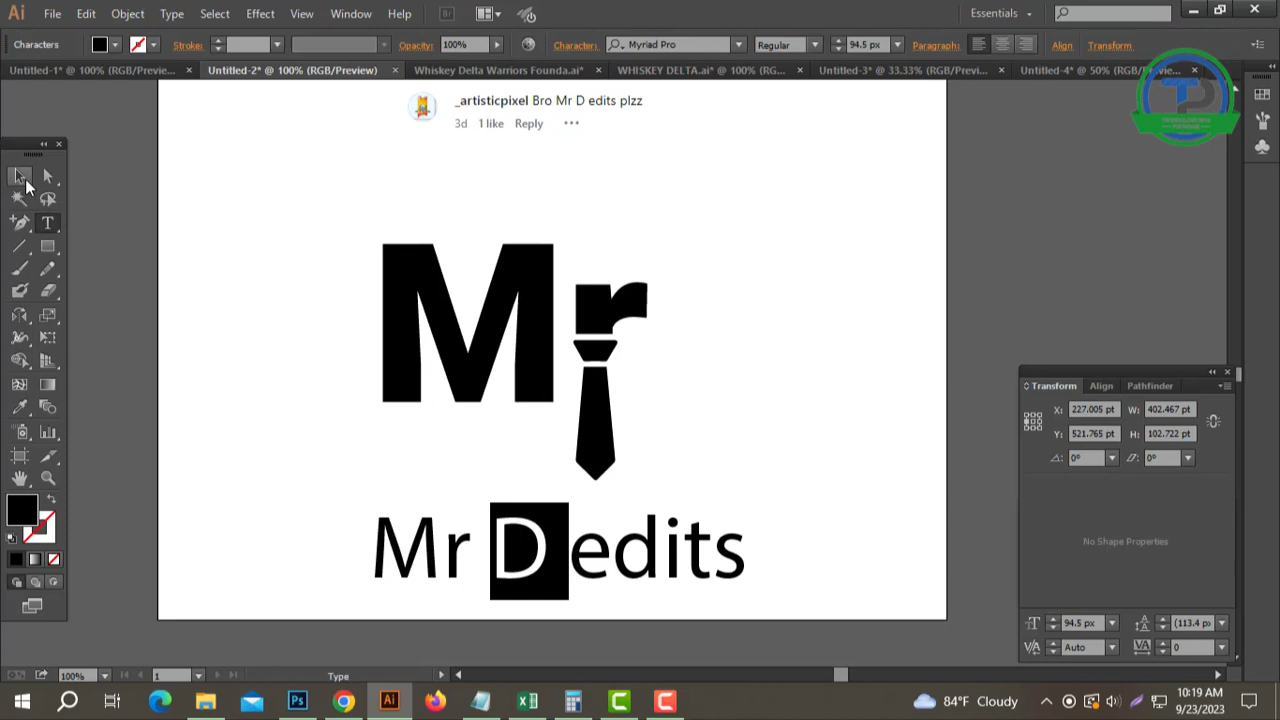 Ai File Edit Object Type Select Effect View Window Help Br Essentials
Characters Stroke: Opacity: 100% Character: Myriad Pro Regular 94.5 px Paragraph: Align Transform
Untitled-1* @ 100% (RGB/Previe... × Untitled-2* @ 100% (RGB/Preview) × Whiskey Delta Warriors Founda.ai* × WHISKEY DELTA.ai* @ 100% (RG... × Untitled-3* @ 33.33% (RGB/Previ... × Untitled-4* @ 50% (RGB/Previe... ×
_artisticpixel Bro Mr D edits plzz
3d 1 like Reply •••
Mr
Mr D edits
Transform Align Pathfinder
X: 227.005 pt W: 402.467 pt
Y: 521.765 pt H: 102.722 pt
0° 0°
No Shape Properties
94.5 px (113.4 p
Auto 0
100% 1 Type
Ps Ai 84°F Cloudy 10:19 AM
9/23/2023